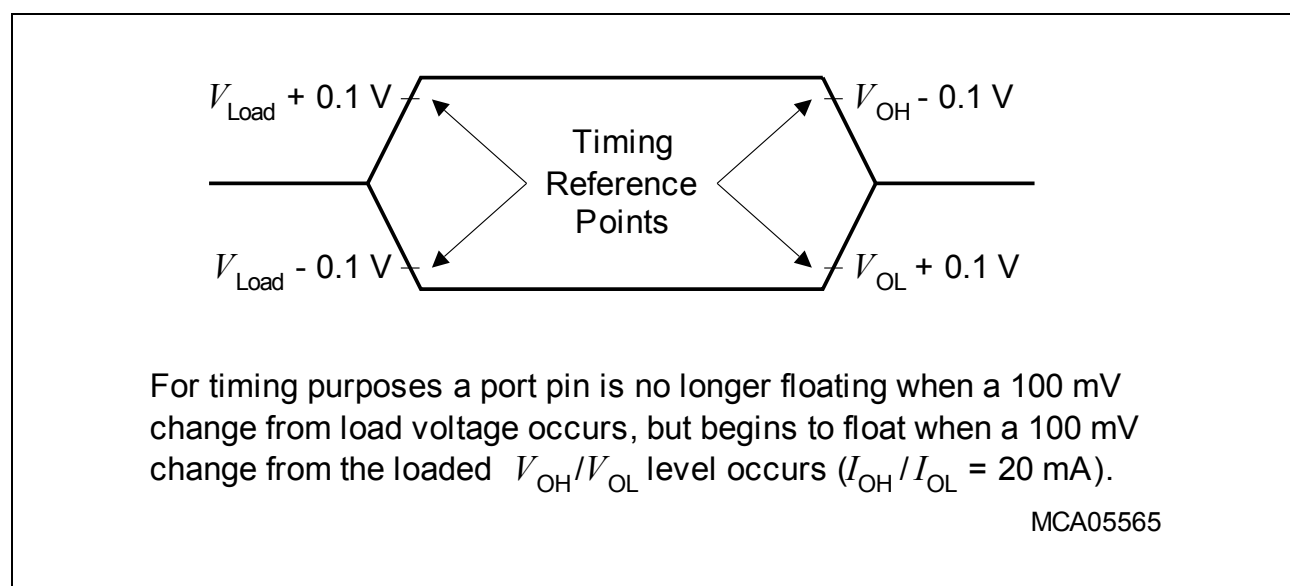 V_Load + 0.1 V
V_OH - 0.1 V
Timing
Reference
Points
V_Load - 0.1 V
V_OL + 0.1 V
For timing purposes a port pin is no longer floating when a 100 mV
change from load voltage occurs, but begins to float when a 100 mV
change from the loaded V_OH/V_OL level occurs (I_OH/I_OL = 20 mA).
MCA05565